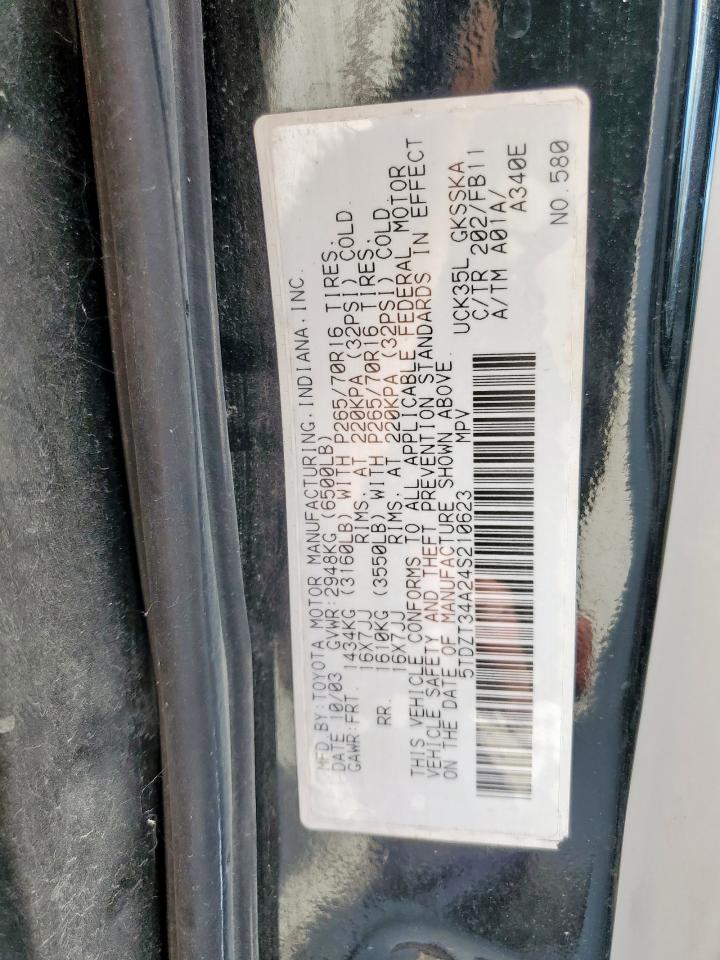 MFD. BY: TOYOTA MOTOR MANUFACTURING. INDIANA. INC.
DATE: 10/03 GVWR: 2948KG (6500LB)
GAWR: FRT. 1434KG (3160LB) WITH P265/70R16 TIRES.
16X7JJ RIMS. AT 220KPA (32PSI) COLD.
RR. 1610KG (3550LB) WITH P265/70R16 TIRES.
16X7JJ RIMS. AT 220KPA (32PSI) COLD.
THIS VEHICLE CONFORMS TO ALL APPLICABLE FEDERAL MOTOR
VEHICLE SAFETY AND THEFT PREVENTION STANDARDS IN EFFECT
ON THE DATE OF MANUFACTURE SHOWN ABOVE.
5TDZT34A24S210623 MPV
UCK35L GKSSKA
C/TR 202/FB11
A/TM A01A/
A340E
NO. 580